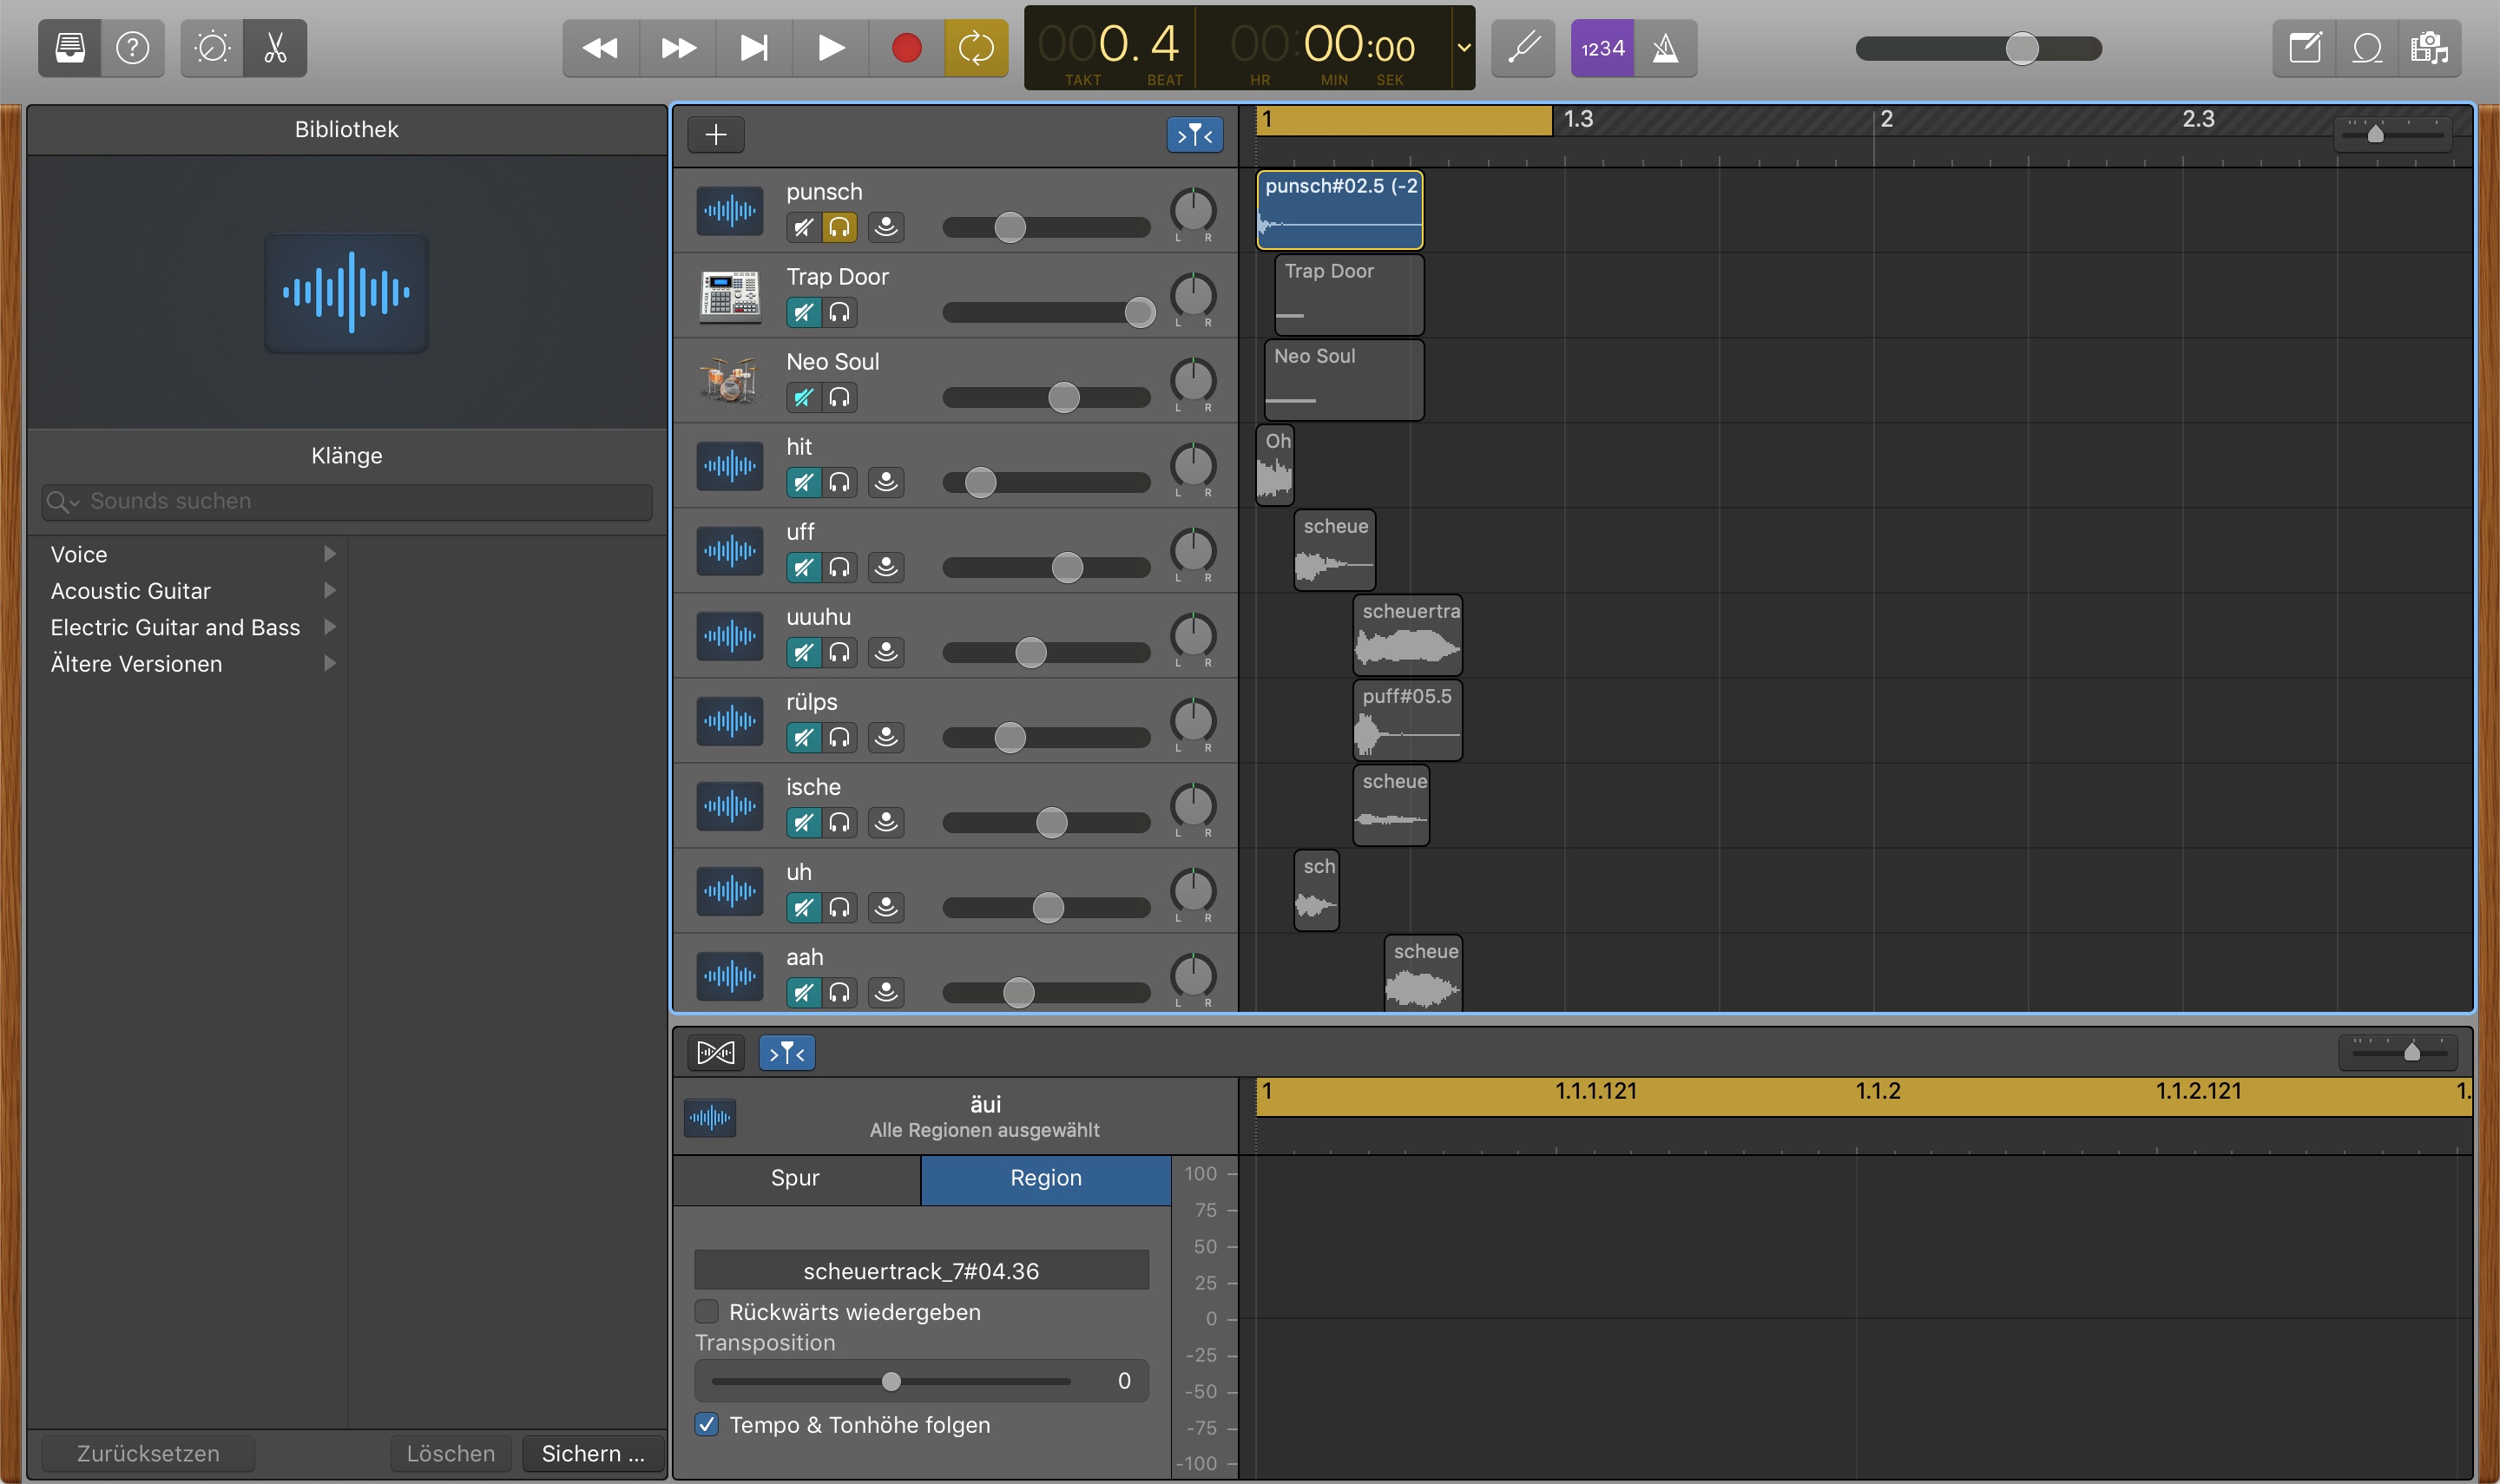 000. 4
00:00:00
TAKT BEAT HR MIN SEK
1234
Bibliothek
Klänge
Sounds suchen
Voice
Acoustic Guitar
Electric Guitar and Bass
Ältere Versionen
Zurücksetzen
Löschen
Sichern ...
1 1.3 2 2.3
punsch
L R
punsch#02.5 (-2
Trap Door
L R
Trap Door
Neo Soul
L R
Neo Soul
hit
L R
Oh
uff
L R
scheue
uuuhu
L R
scheuertra
rülps
L R
puff#05.5
ische
L R
scheue
uh
L R
sch
aah
L R
scheue
äui
Alle Regionen ausgewählt
1 1.1.1.121 1.1.2 1.1.2.121 1.
Spur Region
scheuertrack_7#04.36
Rückwärts wiedergeben
Transposition
0
Tempo & Tonhöhe folgen
100
75
50
25
0
-25
-50
-75
-100